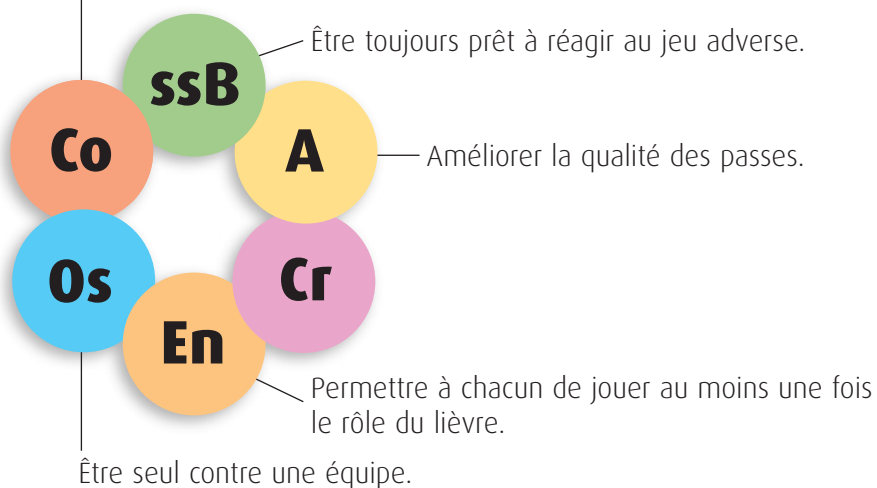 ssB
Être toujours prêt à réagir au jeu adverse.
Co
A
Améliorer la qualité des passes.
Os
Cr
En
Permettre à chacun de jouer au moins une fois
le rôle du lièvre.
Être seul contre une équipe.